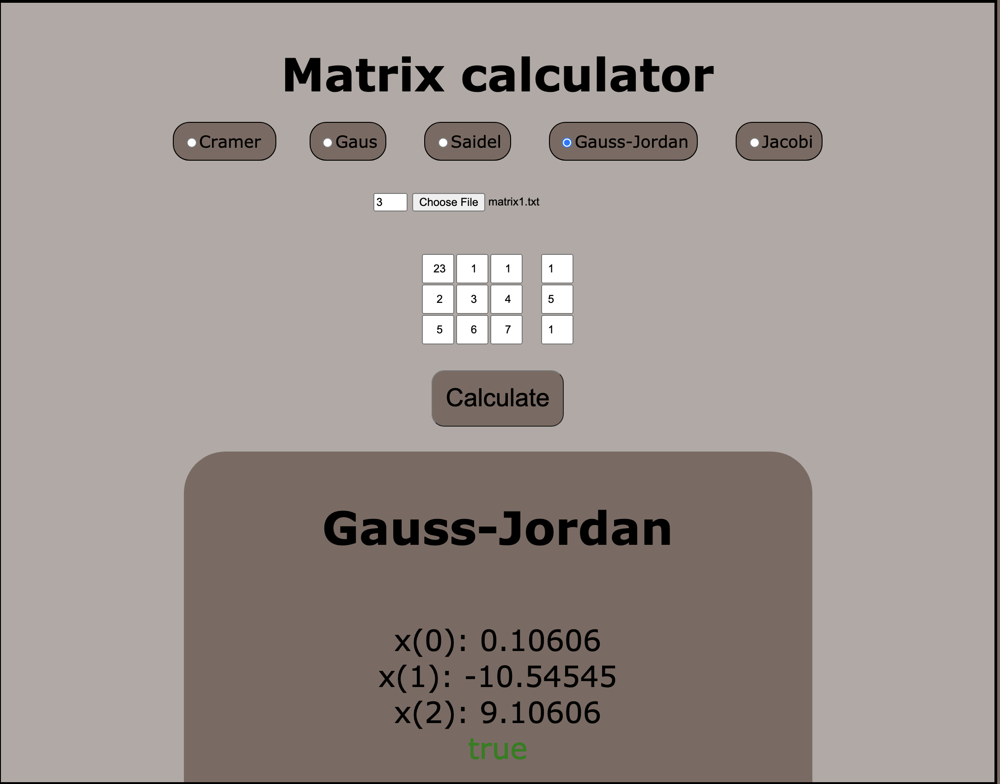 Matrix calculator
Cramer Gaus Saidel Gauss-Jordan Jacobi
3 Choose File matrix1.txt
23 1 1 1
2 3 4 5
5 6 7 1
Calculate
Gauss-Jordan
x(0): 0.10606
x(1): -10.54545
x(2): 9.10606
true